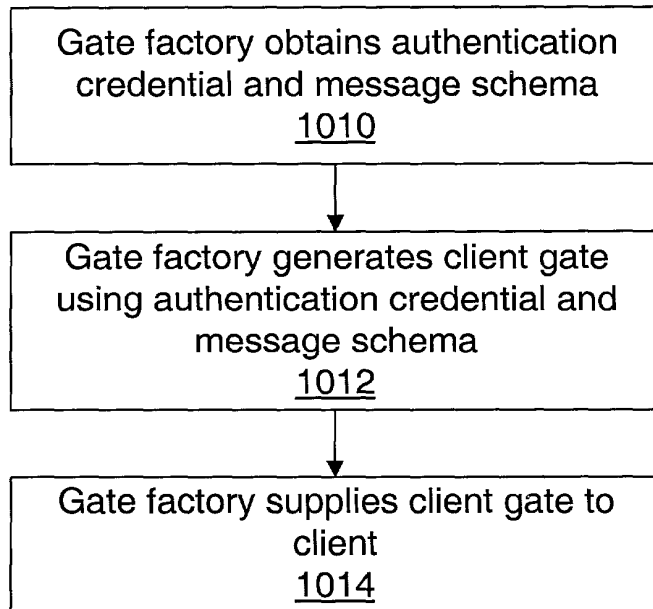 Gate factory obtains authentication
credential and message schema
1010
Gate factory generates client gate
using authentication credential and
message schema
1012
Gate factory supplies client gate to
client
1014